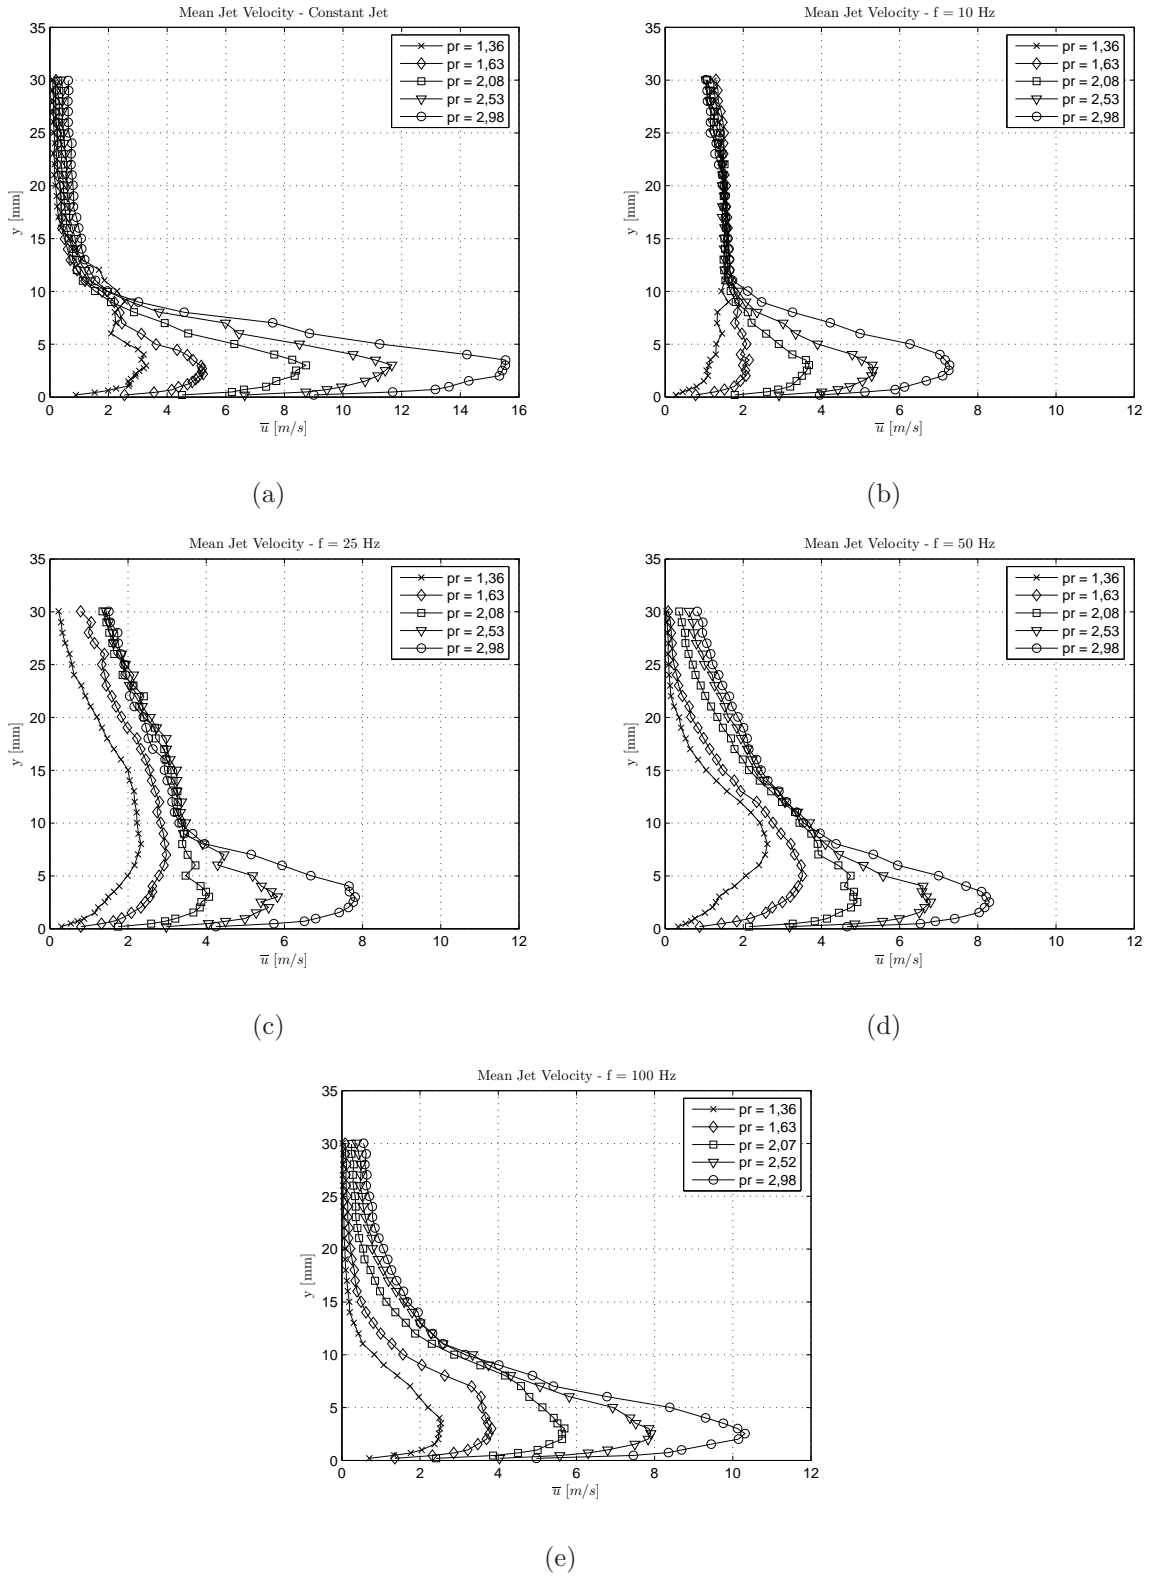 Mean Jet Velocity - Constant Jet
35
30
25
20
15
10
5
0
y [mm]
pr = 1,36
pr = 1,63
pr = 2,08
pr = 2,53
pr = 2,98
0 2 4 6 8 10 12 14 16
u̅ [m/s]
(a)
Mean Jet Velocity - f = 10 Hz
35
30
25
20
15
10
5
0
y [mm]
pr = 1,36
pr = 1,63
pr = 2,08
pr = 2,53
pr = 2,98
0 2 4 6 8 10 12
u̅ [m/s]
(b)
Mean Jet Velocity - f = 25 Hz
35
30
25
20
15
10
5
0
y [mm]
pr = 1,36
pr = 1,63
pr = 2,08
pr = 2,53
pr = 2,98
0 2 4 6 8 10 12
u̅ [m/s]
(c)
Mean Jet Velocity - f = 50 Hz
35
30
25
20
15
10
5
0
y [mm]
pr = 1,36
pr = 1,63
pr = 2,08
pr = 2,53
pr = 2,98
0 2 4 6 8 10 12
u̅ [m/s]
(d)
Mean Jet Velocity - f = 100 Hz
35
30
25
20
15
10
5
0
y [mm]
pr = 1,36
pr = 1,63
pr = 2,07
pr = 2,52
pr = 2,98
0 2 4 6 8 10 12
u̅ [m/s]
(e)